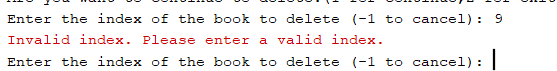 Enter the index of the book to delete (-1 to cancel): 9
Invalid index. Please enter a valid index.
Enter the index of the book to delete (-1 to cancel):